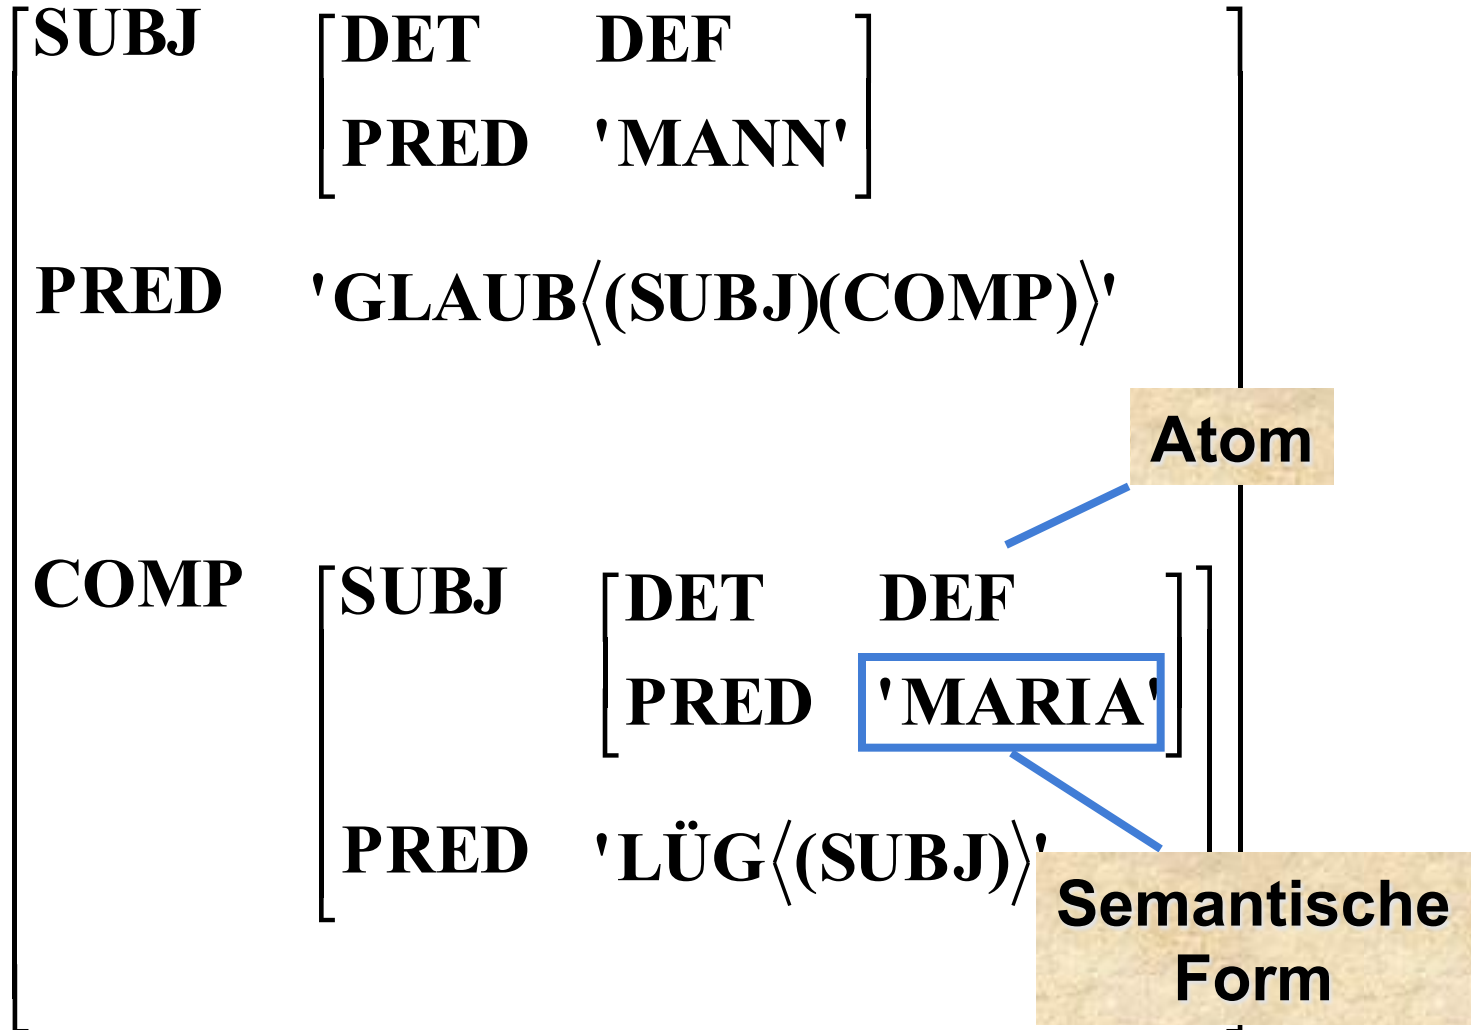 SUBJ DET DEF
PRED 'MANN'
PRED 'GLAUB⟨(SUBJ)(COMP)⟩'
Atom
COMP SUBJ DET DEF
PRED 'MARIA'
PRED 'LÜG⟨(SUBJ)⟩'
Semantische
Form